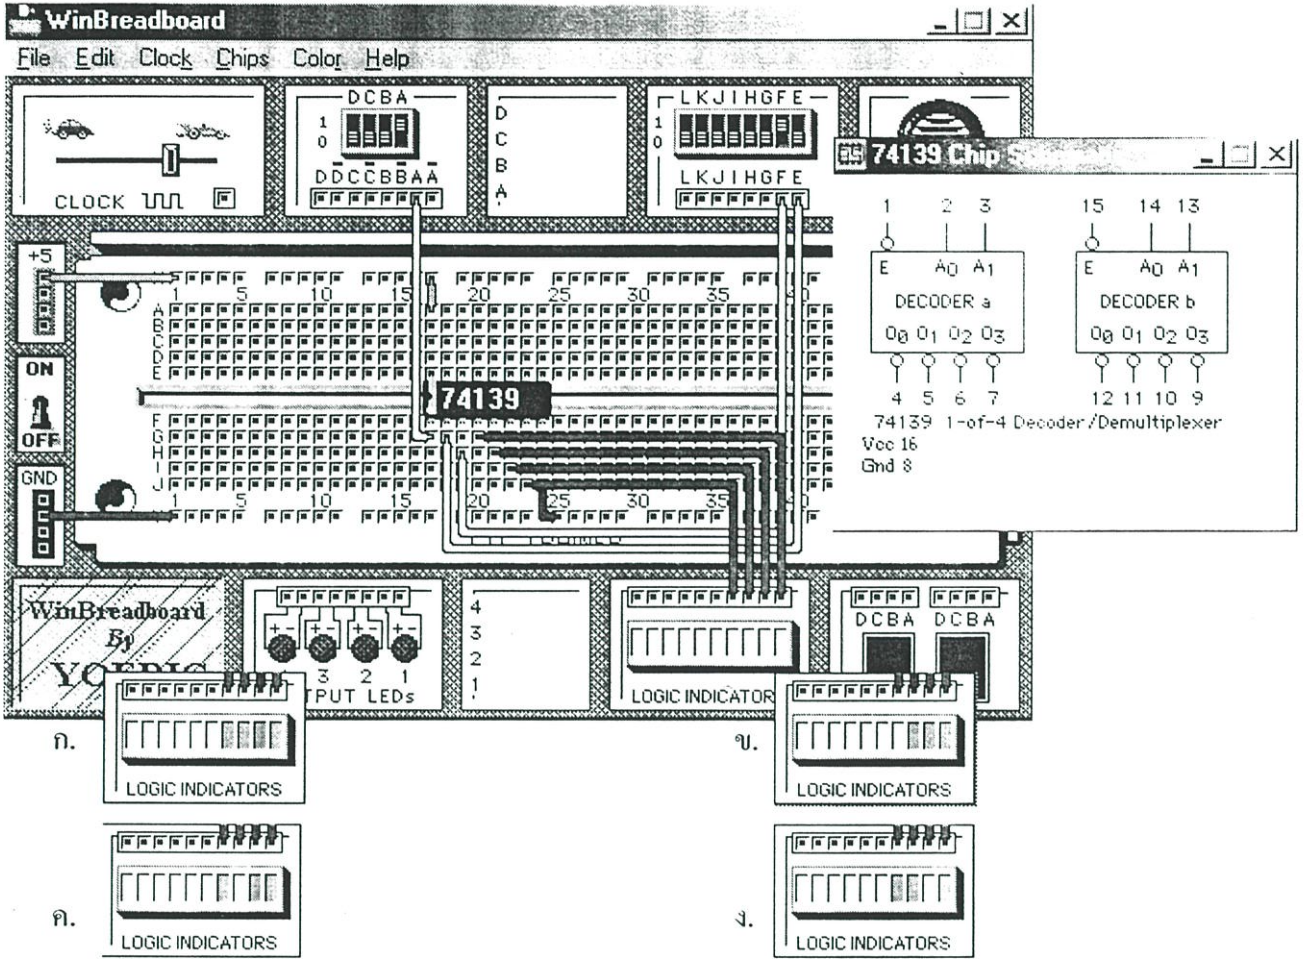 WinBreadboard
File Edit Clock Chips Color Help
DCBA
1
0
DDCCBBAA
CLOCK
D
C
B
A
LKJIHGFE
1
0
LKJIHGFE
74139 Chip
1 2 3 15 14 13
E A0 A1 E A0 A1
DECODER a DECODER b
O0 O1 O2 O3 O0 O1 O2 O3
4 5 6 7 12 11 10 9
74139 1-of-4 Decoder/Demultiplexer
Vcc 16
Gnd 8
+5
ON
OFF
GND
1 5 10 15 20 25 30 35
A
B
C
D
E
74139
F
G
H
I
J
1 5 10 20 25 30 35
WinBreadboard
By
3 2 1
TPUT LEDs
4
3
2
1
LOGIC INDICATOR
DCBA DCBA
ก.
LOGIC INDICATORS
ข.
LOGIC INDICATORS
ค.
LOGIC INDICATORS
ง.
LOGIC INDICATORS